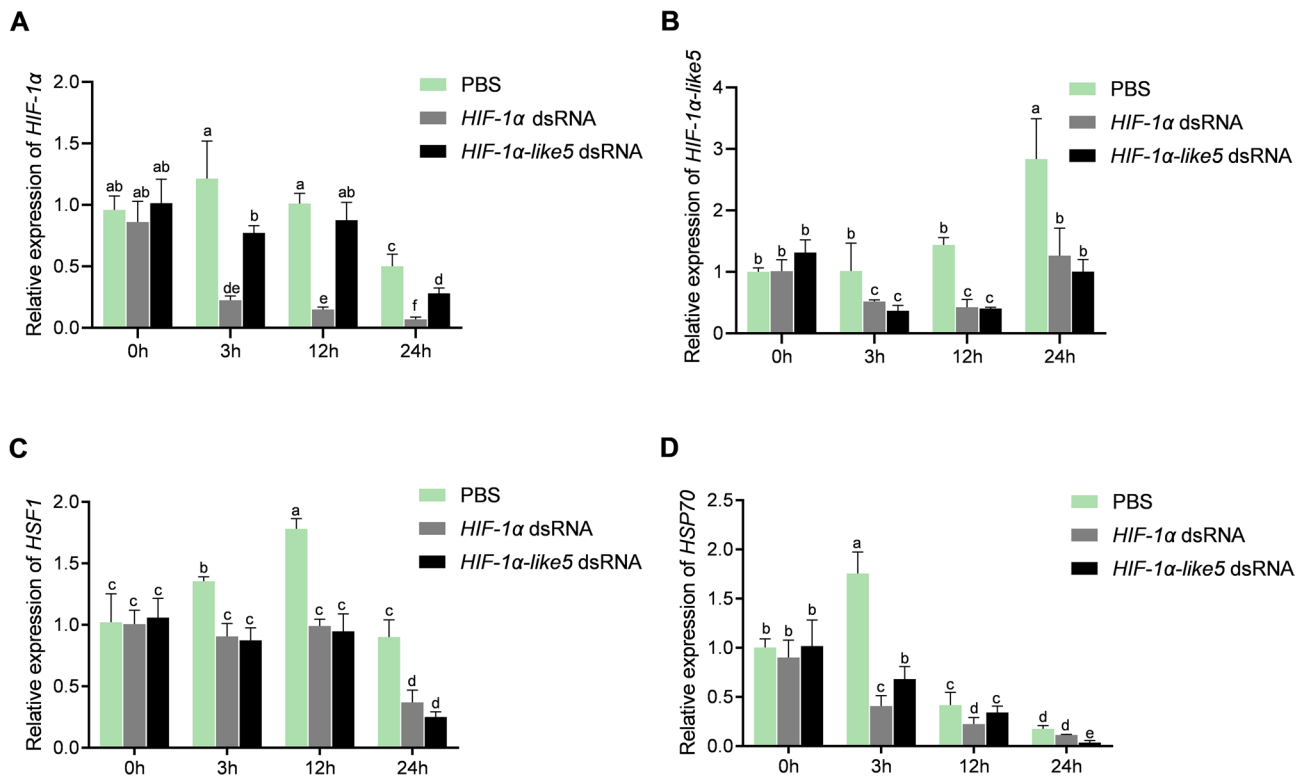 A
Relative expression of HIF-1α
2.0
1.5
1.0
0.5
0.0
PBS
HIF-1α dsRNA
HIF-1α-like5 dsRNA
ab ab ab
a de b
a e ab
c f d
0h 3h 12h 24h
B
Relative expression of HIF-1α-like5
4
3
2
1
0
PBS
HIF-1α dsRNA
HIF-1α-like5 dsRNA
b b b
b c c
b c c
a b b
0h 3h 12h 24h
C
Relative expression of HSF1
2.0
1.5
1.0
0.5
0.0
PBS
HIF-1α dsRNA
HIF-1α-like5 dsRNA
c c c
b c c
a c c
c d d
0h 3h 12h 24h
D
Relative expression of HSP70
2.5
2.0
1.5
1.0
0.5
0.0
PBS
HIF-1α dsRNA
HIF-1α-like5 dsRNA
b b b
a c b
c d c
d d e
0h 3h 12h 24h